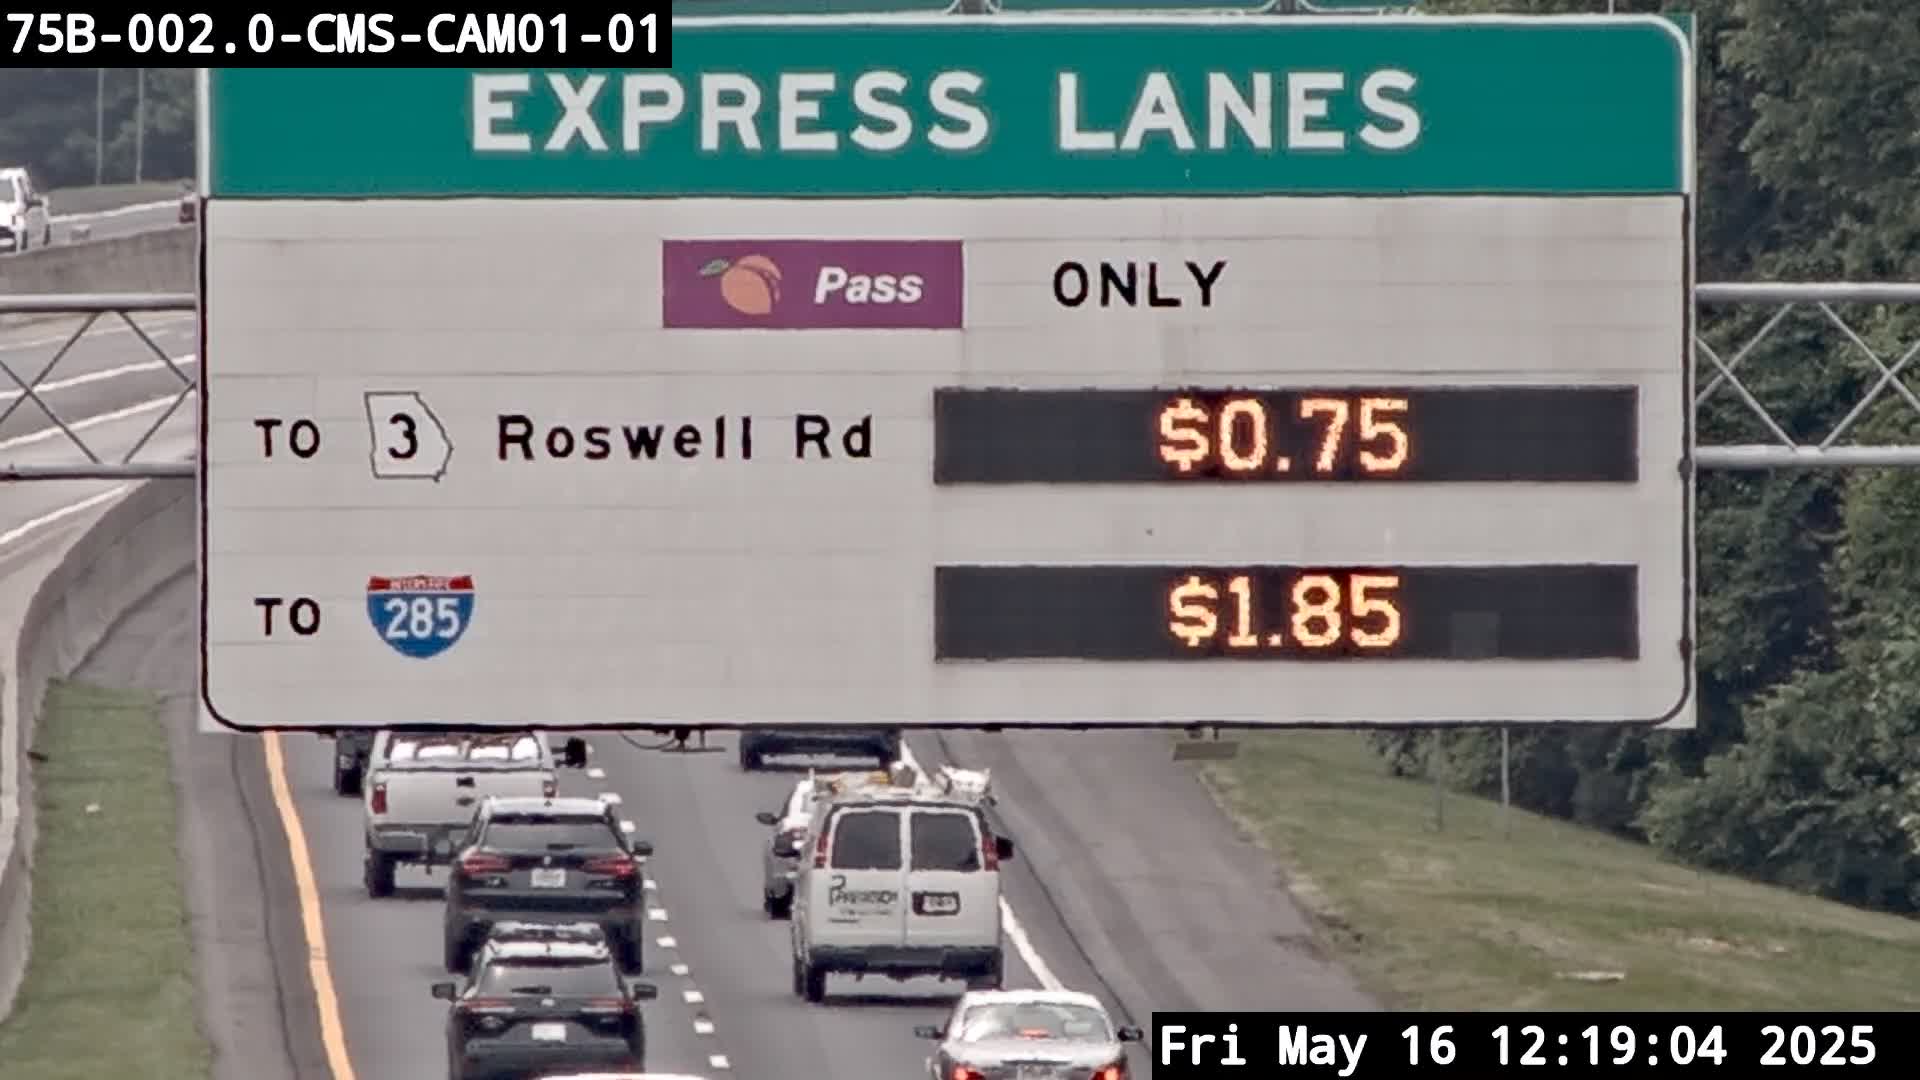 75B-002.0-CMS-CAM01-01
EXPRESS LANES
Pass ONLY
TO 3 Roswell Rd $0.75
INTERSTATE
TO 285 $1.85
Fri May 16 12:19:04 2025